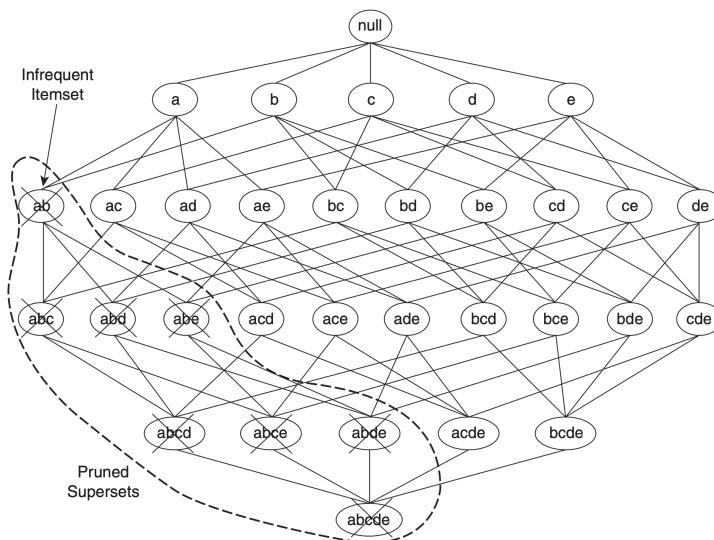 null
Infrequent
Itemset
a b c d e
ab ac ad ae bc bd be cd ce de
abc abd abe acd ace ade bcd bce bde cde
abcd abce abde acde bcde
Pruned
Supersets
abcde